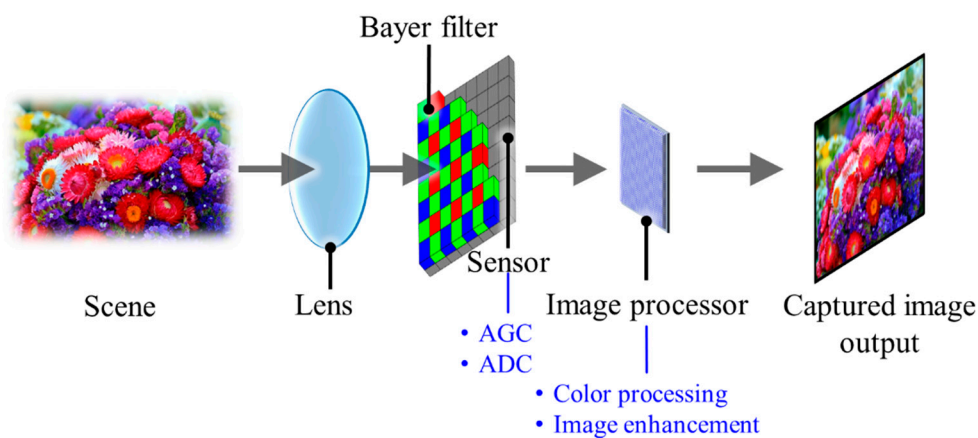 Bayer filter
Scene
Lens
Sensor
• AGC
• ADC
Image processor
• Color processing
• Image enhancement
Captured image
output